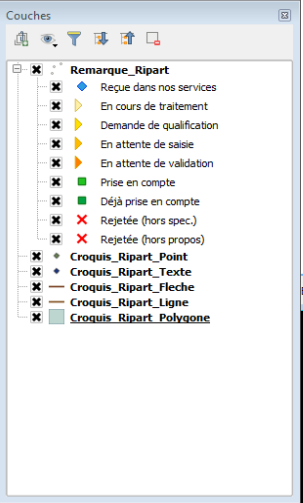 Couches
Remarque_Ripart
Reçue dans nos services
En cours de traitement
Demande de qualification
En attente de saisie
En attente de validation
Prise en compte
Déjà prise en compte
Rejetée (hors spec.)
Rejetée (hors propos)
Croquis_Ripart_Point
Croquis_Ripart_Texte
Croquis_Ripart_Fleche
Croquis_Ripart_Ligne
Croquis_Ripart_Polygone